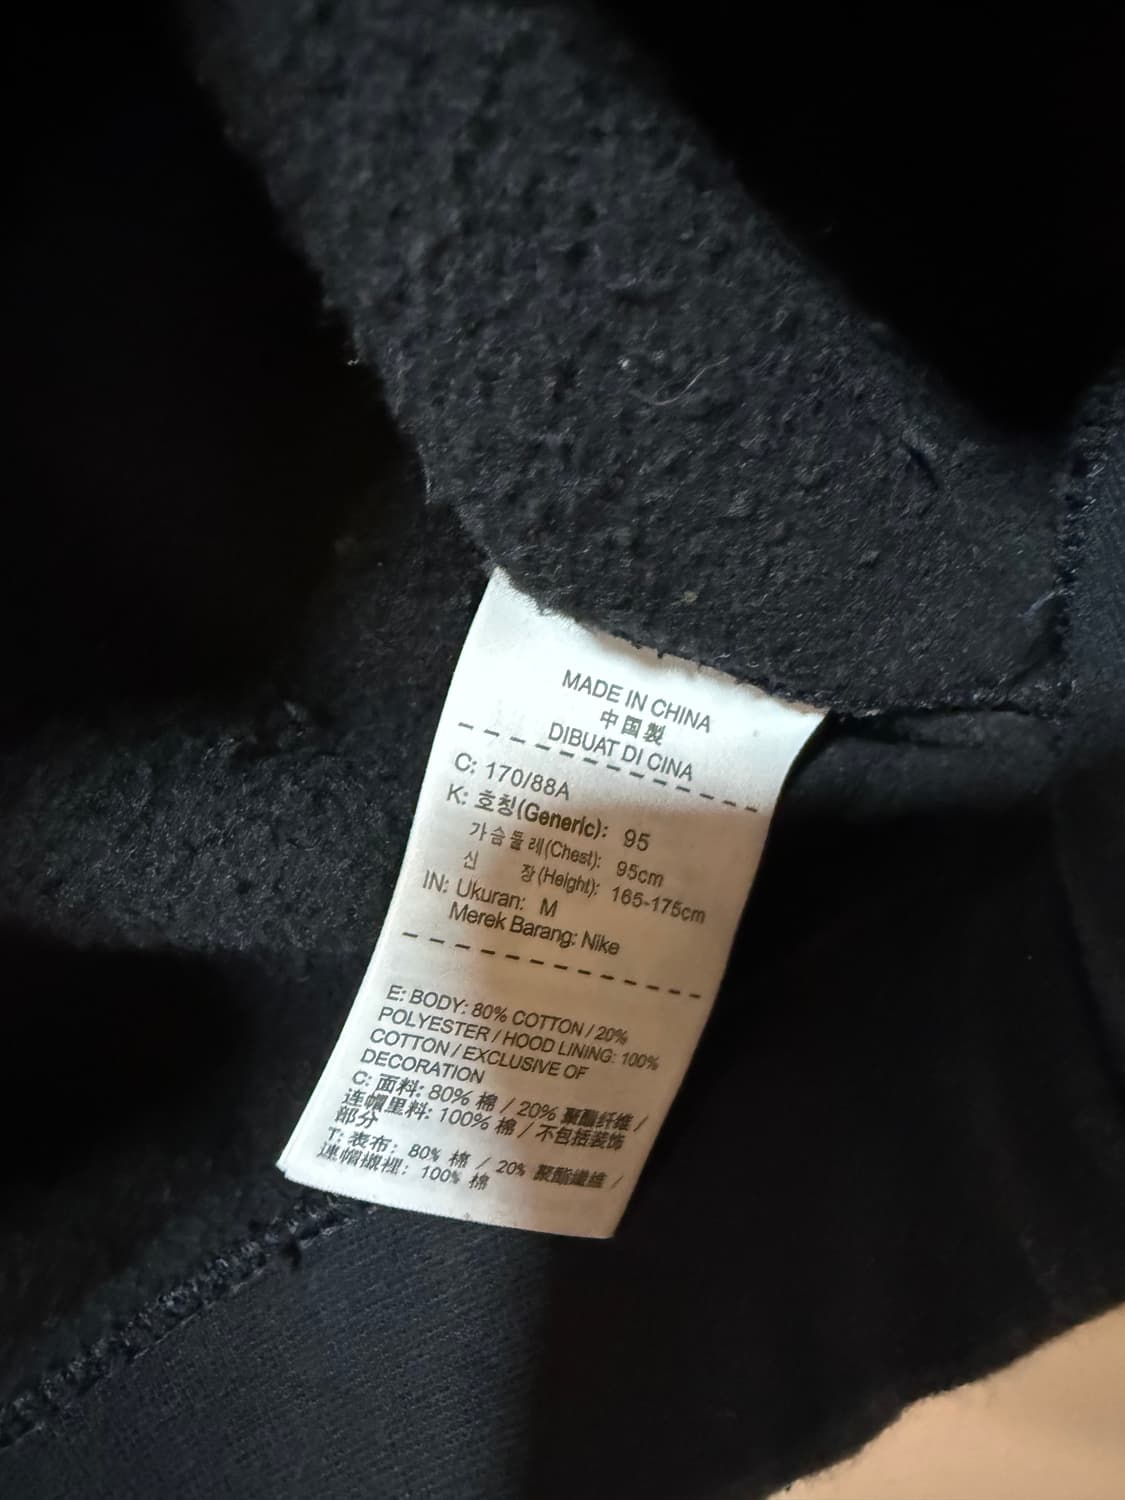 MADE IN CHINA
中国製
DIBUAT DI CINA
C: 170/88A
K: 호칭(Generic): 95
가슴둘레(Chest): 95cm
신 장(Height): 165-175cm
IN: Ukuran: M
Merek Barang: Nike
E: BODY: 80% COTTON / 20%
POLYESTER / HOOD LINING: 100%
COTTON / EXCLUSIVE OF
DECORATION
C: 面料: 80% 棉 / 20% 聚酯纤维 /
连帽里料: 100% 棉 / 不包括装饰
部分
T: 表布: 80% 棉 / 20% 聚酯纖維 /
連帽襯裡: 100% 棉